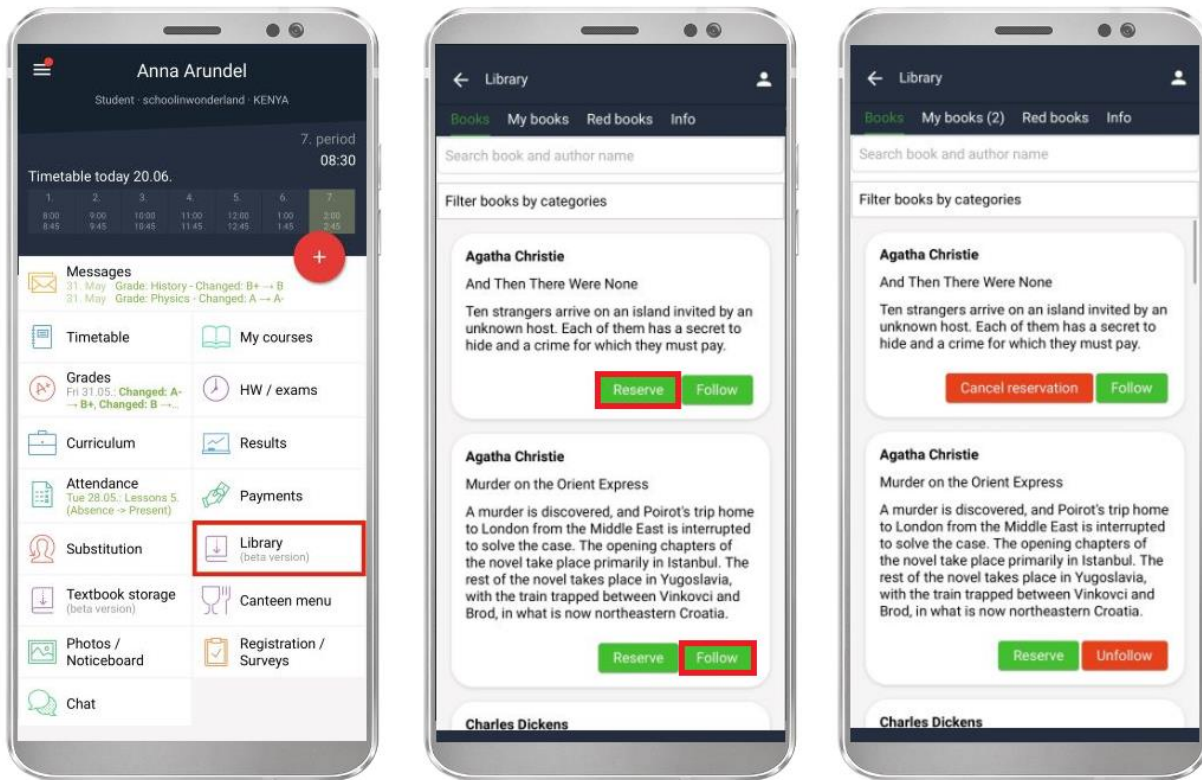 Anna Arundel
Student · schoolinwonderland · KENYA
7. period
08:30
Timetable today 20.06.
1. 2. 3. 4. 5. 6. 7.
8:00 9:00 10:00 11:00 12:00 1:00 2:00
8:45 9:45 10:45 11:45 12:45 1:45 2:45
+
Messages
31. May Grade: History - Changed: B+ → B
31. May Grade: Physics - Changed: A → A-
Timetable
My courses
A+
Grades
Fri 31.05.: Changed: A-
→ B+, Changed: B →...
HW / exams
Curriculum
Results
Attendance
Tue 28.05.: Lessons 5.
(Absence -> Present)
Payments
Substitution
Library
(beta version)
Textbook storage
(beta version)
Canteen menu
Photos /
Noticeboard
Registration /
Surveys
Chat
Library
Books My books Red books Info
Search book and author name
Filter books by categories
Agatha Christie
And Then There Were None
Ten strangers arrive on an island invited by an
unknown host. Each of them has a secret to
hide and a crime for which they must pay.
Reserve Follow
Agatha Christie
Murder on the Orient Express
A murder is discovered, and Poirot's trip home
to London from the Middle East is interrupted
to solve the case. The opening chapters of
the novel take place primarily in Istanbul. The
rest of the novel takes place in Yugoslavia,
with the train trapped between Vinkovci and
Brod, in what is now northeastern Croatia.
Reserve Follow
Charles Dickens
Library
Books My books (2) Red books Info
Search book and author name
Filter books by categories
Agatha Christie
And Then There Were None
Ten strangers arrive on an island invited by an
unknown host. Each of them has a secret to
hide and a crime for which they must pay.
Cancel reservation Follow
Agatha Christie
Murder on the Orient Express
A murder is discovered, and Poirot's trip home
to London from the Middle East is interrupted
to solve the case. The opening chapters of
the novel take place primarily in Istanbul. The
rest of the novel takes place in Yugoslavia,
with the train trapped between Vinkovci and
Brod, in what is now northeastern Croatia.
Reserve Unfollow
Charles Dickens